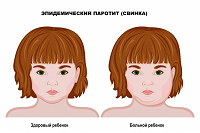 ЭПИДЕМИЧЕСКИЙ ПАРОТИТ (СВИНКА)
Здоровый ребенок
Больной ребенок